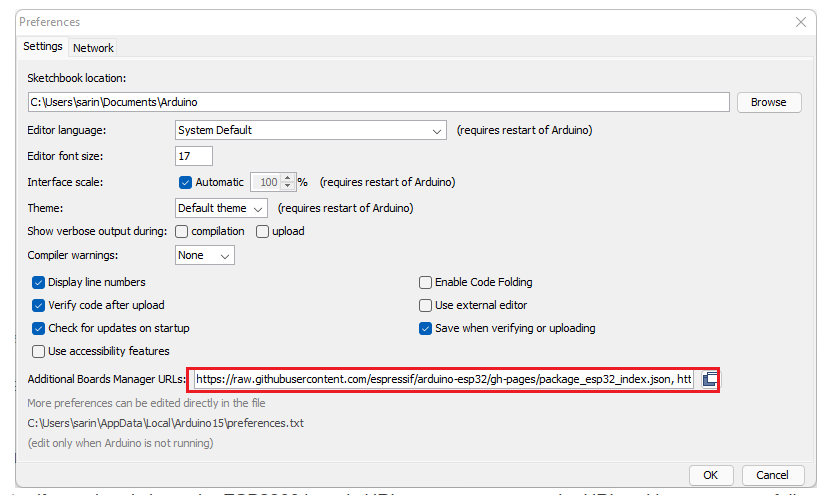 Preferences
Settings Network
Sketchbook location:
C:\Users\sarin\Documents\Arduino Browse
Editor language: System Default (requires restart of Arduino)
Editor font size: 17
Interface scale: Automatic 100 % (requires restart of Arduino)
Theme: Default theme (requires restart of Arduino)
Show verbose output during: compilation upload
Compiler warnings: None
Display line numbers Enable Code Folding
Verify code after upload Use external editor
Check for updates on startup Save when verifying or uploading
Use accessibility features
Additional Boards Manager URLs: https://raw.githubusercontent.com/espressif/arduino-esp32/gh-pages/package_esp32_index.json, htt
More preferences can be edited directly in the file
C:\Users\sarin\AppData\Local\Arduino15\preferences.txt
(edit only when Arduino is not running)
OK Cancel